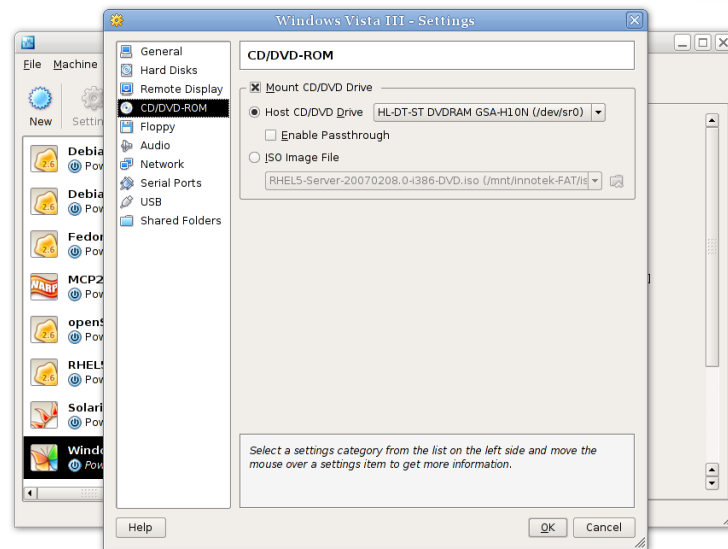 Windows Vista III - Settings
File Machine
New
Settin
Debia
Pow
Debia
Pow
Fedor
Pow
MCP2
Pow
openS
Pow
RHEL5
Pow
Solari
Pow
Windo
Pow
General
Hard Disks
Remote Display
CD/DVD-ROM
Floppy
Audio
Network
Serial Ports
USB
Shared Folders
CD/DVD-ROM
Mount CD/DVD Drive
Host CD/DVD Drive HL-DT-ST DVDRAM GSA-H10N (/dev/sr0)
Enable Passthrough
ISO Image File
RHEL5-Server-20070208.0-i386-DVD.iso (/mnt/innotek-FAT/is
Select a settings category from the list on the left side and move the
mouse over a settings item to get more information.
Help
OK
Cancel